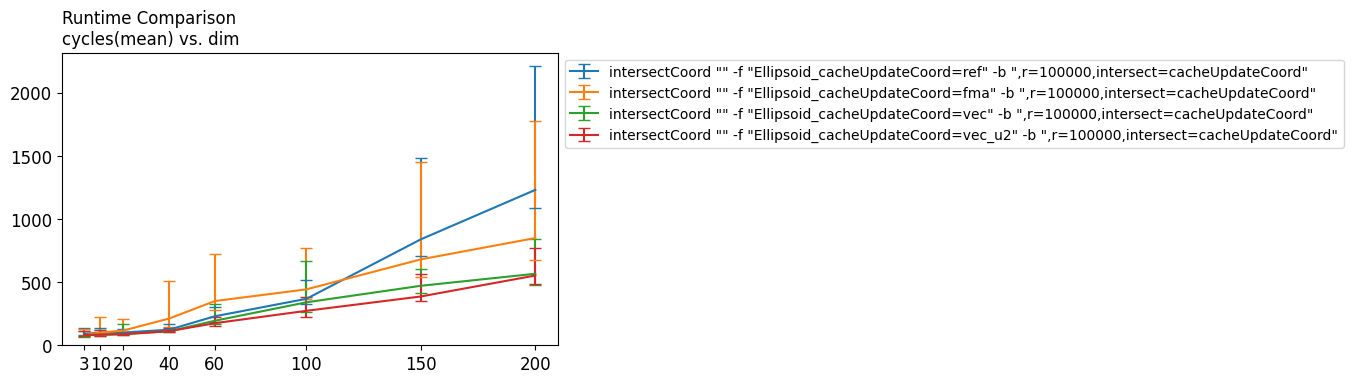 Runtime Comparison
cycles(mean) vs. dim
2000
1500
1000
500
0
3 10 20 40 60 100 150 200
intersectCoord "" -f "Ellipsoid_cacheUpdateCoord=ref" -b ",r=100000,intersect=cacheUpdateCoord"
intersectCoord "" -f "Ellipsoid_cacheUpdateCoord=fma" -b ",r=100000,intersect=cacheUpdateCoord"
intersectCoord "" -f "Ellipsoid_cacheUpdateCoord=vec" -b ",r=100000,intersect=cacheUpdateCoord"
intersectCoord "" -f "Ellipsoid_cacheUpdateCoord=vec_u2" -b ",r=100000,intersect=cacheUpdateCoord"